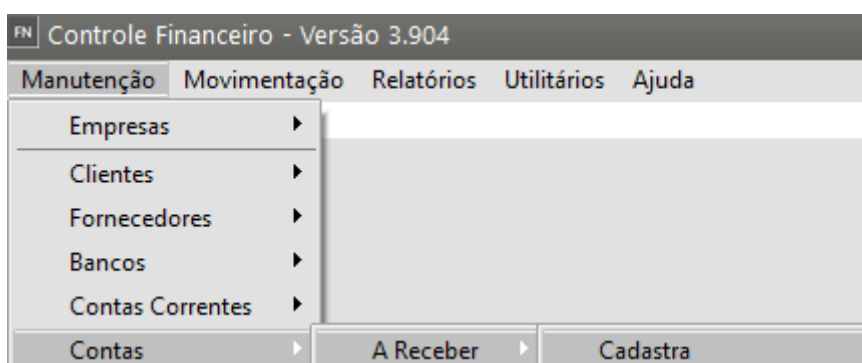 FN Controle Financeiro - Versão 3.904
Manutenção Movimentação Relatórios Utilitários Ajuda
Empresas
Clientes
Fornecedores
Bancos
Contas Correntes
Contas A Receber Cadastra